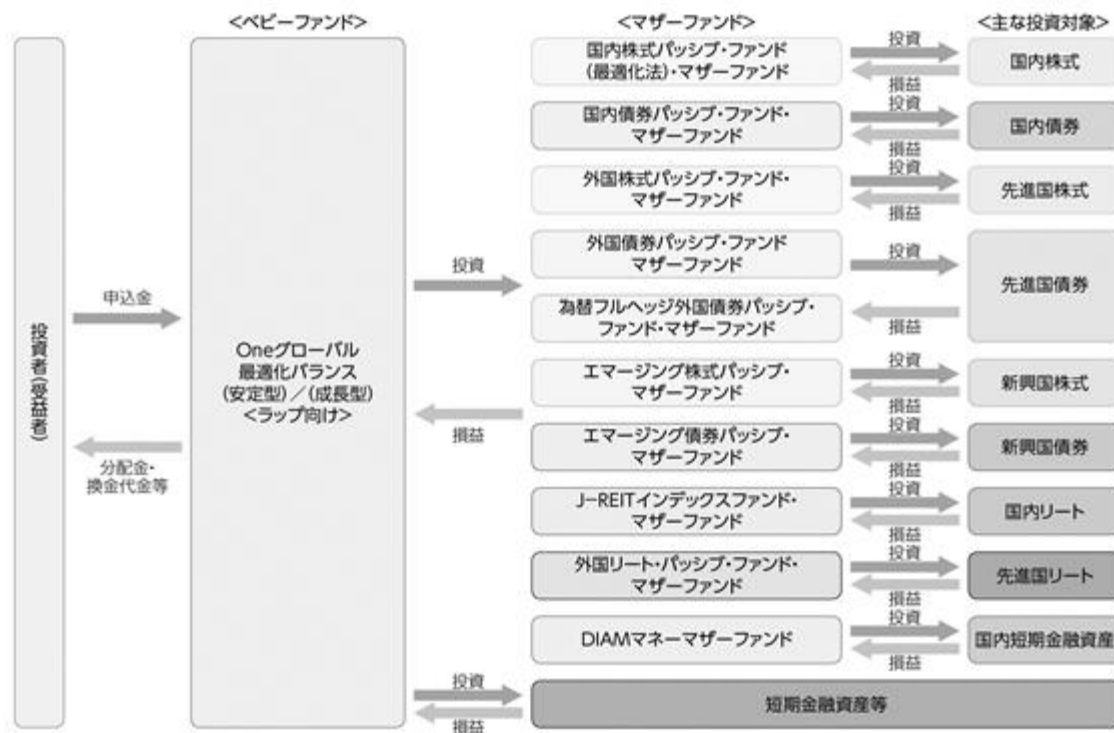 <ベビーファンド>
<マザーファンド>
<主な投資対象>
投資者(受益者)
申込金
分配金・
換金代金等
Oneグローバル
最適化バランス
(安定型)／(成長型)
<ラップ向け>
投資
損益
国内株式パッシブ・ファンド
(最適化法)・マザーファンド
投資
損益
国内株式
国内債券パッシブ・ファンド・
マザーファンド
投資
損益
国内債券
外国株式パッシブ・ファンド・
マザーファンド
投資
損益
先進国株式
外国債券パッシブ・ファンド
マザーファンド
為替フルヘッジ外国債券パッシブ・
ファンド・マザーファンド
投資
損益
先進国債券
エマージング株式パッシブ・
マザーファンド
投資
損益
新興国株式
エマージング債券パッシブ・
マザーファンド
投資
損益
新興国債券
J-REITインデックスファンド・
マザーファンド
投資
損益
国内リート
外国リート・パッシブ・ファンド・
マザーファンド
投資
損益
先進国リート
DIAMマネーマザーファンド
投資
損益
国内短期金融資産
投資
損益
短期金融資産等